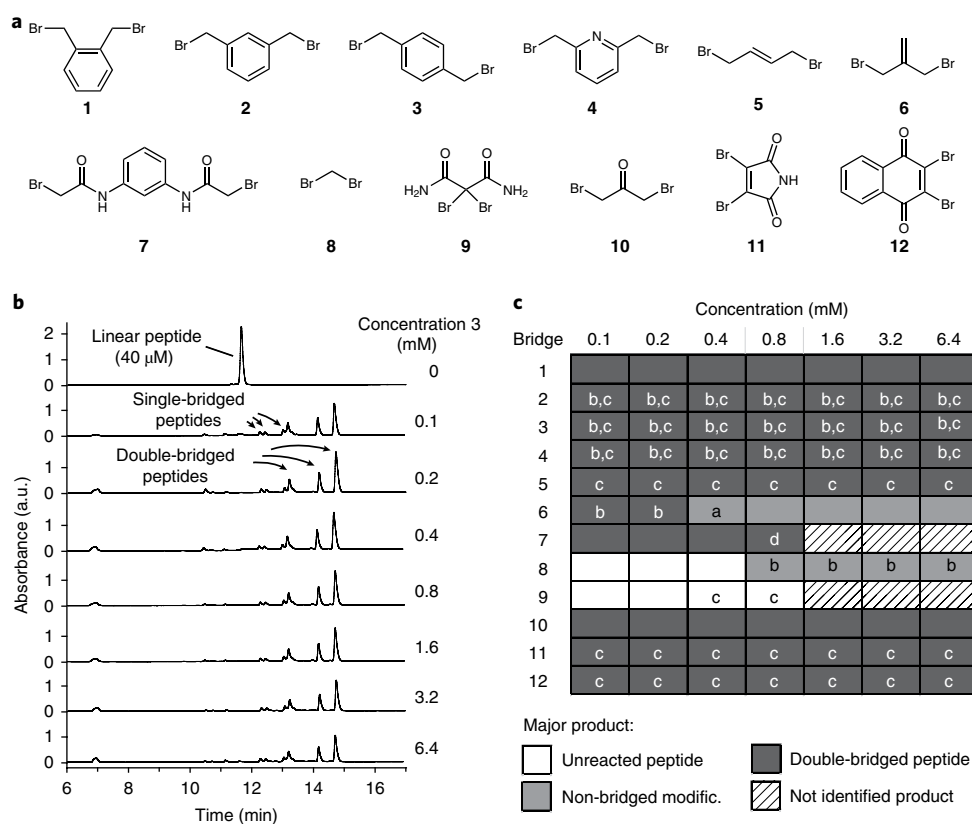 a
Br Br
Br Br
Br
Br
Br N Br
Br
Br
Br Br
1 2 3 4 5 6
Br O N H N H O Br
Br Br
O O
H₂N NH₂
Br Br
O
Br Br
O
Br
NH
Br
O
O
Br
Br
O
7 8 9 10 11 12
b
Linear peptide
(40 μM)
Concentration 3
(mM)
Single-bridged
peptides
Double-bridged
peptides
2
1
0 0
1
0 0.1
1
0 0.2
1
0 0.4
1
0 0.8
1
0 1.6
1
0 3.2
1
0 6.4
Absorbance (a.u.)
6 8 10 12 14 16
Time (min)
c
Concentration (mM)
Bridge 0.1 0.2 0.4 0.8 1.6 3.2 6.4
1
2 b,c b,c b,c b,c b,c b,c b,c
3 b,c b,c b,c b,c b,c b,c b,c
4 b,c b,c b,c b,c b,c b,c b,c
5 c c c c c c c
6 b b a
7 d
8 b b b b
9 c c
10
11 c c c c c c c
12 c c c c c c c
Major product:
Unreacted peptide Double-bridged peptide
Non-bridged modific. Not identified product